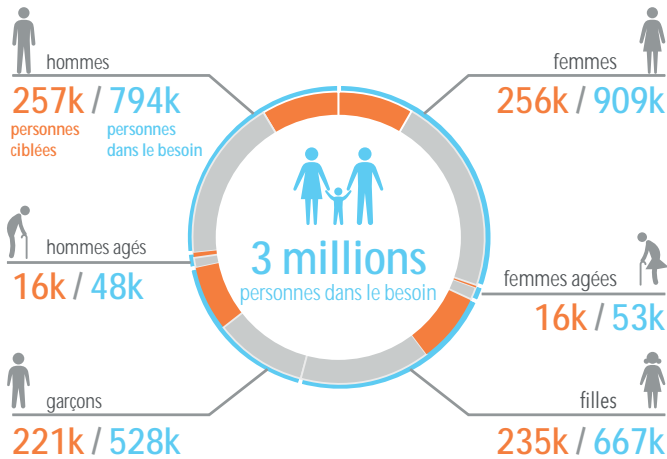 hommes
257k / 794k
personnes ciblées
personnes dans le besoin
femmes
256k / 909k
3 millions
personnes dans le besoin
hommes agés
16k / 48k
femmes agées
16k / 53k
garçons
221k / 528k
filles
235k / 667k